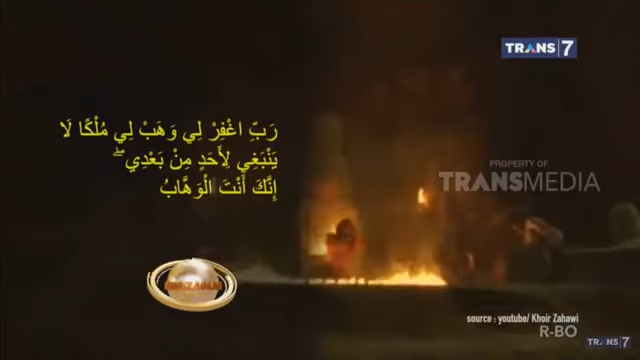 TRANS 7
رَبِّ اغْفِرْ لِي وَهَبْ لِي مُلْكًا لَا
يَنْبَغِي لِأَحَدٍ مِنْ بَعْدِي ۖ
إِنَّكَ أَنْتَ الْوَهَّابُ
PROPERTY OF:
TRANSMEDIA
source : youtube/ Khoir Zahawi
R-BO
TRANS 7